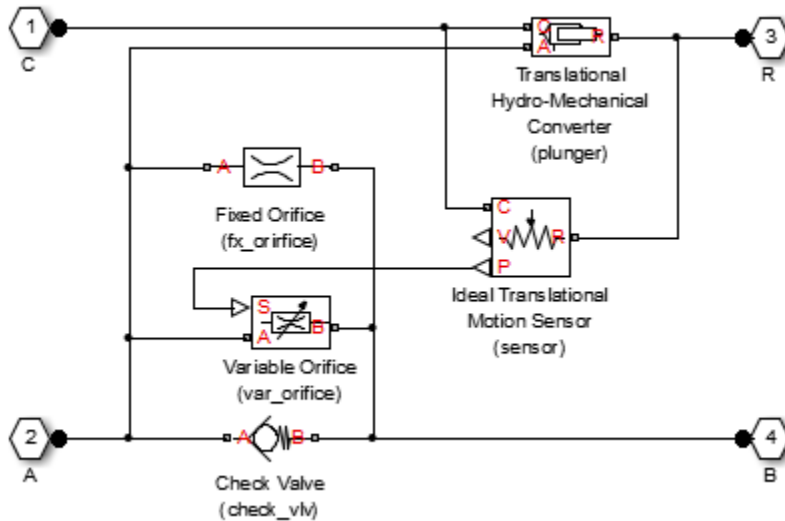 1
C
C
A
R
3
R
Translational
Hydro-Mechanical
Converter
(plunger)
A
B
Fixed Orifice
(fx_orirfice)
C
V
R
P
Ideal Translational
Motion Sensor
(sensor)
S
A
B
Variable Orifice
(var_orifice)
2
A
A
B
Check Valve
(check_vlv)
4
B